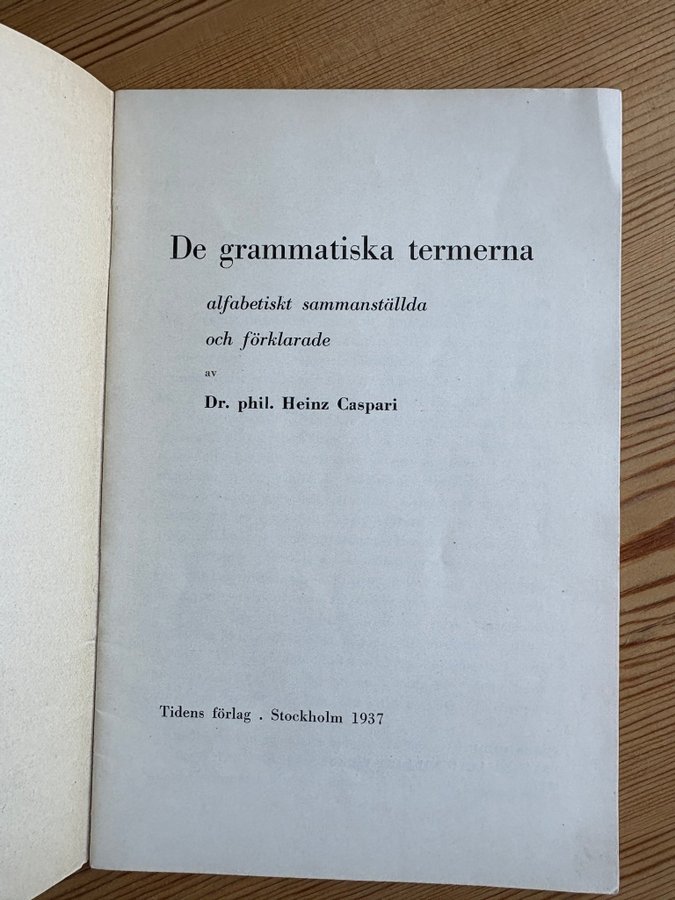 De grammatiska termerna
alfabetiskt sammanställda
och förklarade
av
Dr. phil. Heinz Caspari
Tidens förlag . Stockholm 1937